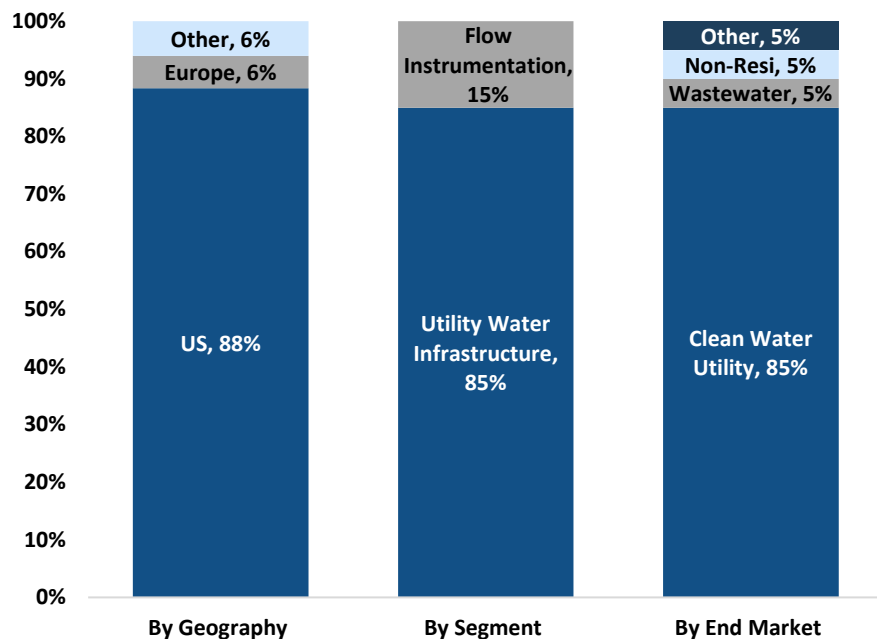 100%
90%
80%
70%
60%
50%
40%
30%
20%
10%
0%
Other, 6%
Europe, 6%
US, 88%
By Geography
Flow
Instrumentation,
15%
Utility Water
Infrastructure,
85%
By Segment
Other, 5%
Non-Resi, 5%
Wastewater, 5%
Clean Water
Utility, 85%
By End Market